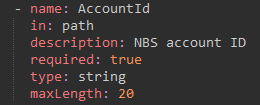 - name: AccountId
in: path
description: NBS account ID
required: true
type: string
maxLength: 20